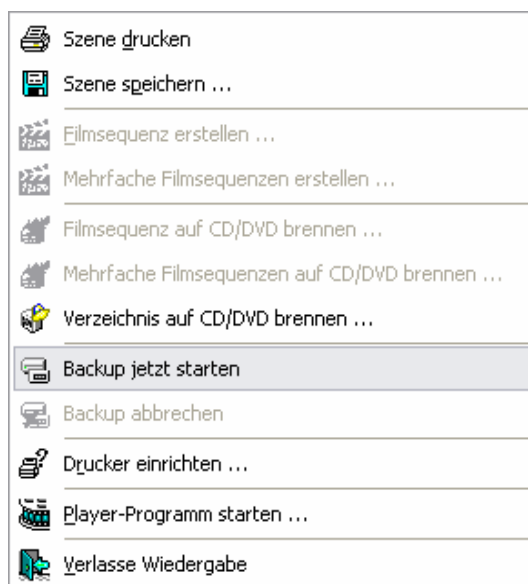 Szene drucken
Szene speichern ...
Filmsequenz erstellen ...
Mehrfache Filmsequenzen erstellen ...
Filmsequenz auf CD/DVD brennen ...
Mehrfache Filmsequenzen auf CD/DVD brennen ...
Verzeichnis auf CD/DVD brennen ...
Backup jetzt starten
Backup abbrechen
Drucker einrichten ...
Player-Programm starten ...
Verlasse Wiedergabe